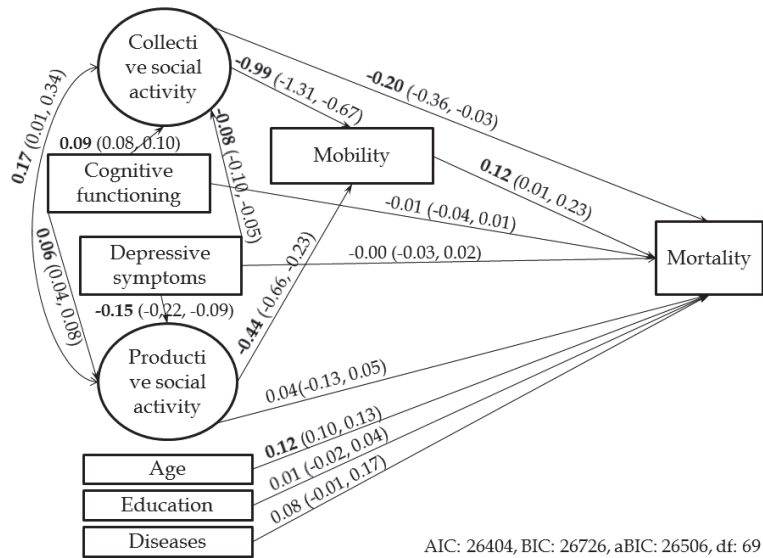 Collecti
ve social
activity
-0.99 (-1.31, -0.67)
-0.20 (-0.36, -0.03)
0.17 (0.01, 0.34)
0.09 (0.08, 0.10)
-0.08 (-0.10, -0.05)
Mobility
Cognitive
functioning
0.12 (0.01, 0.23)
-0.01 (-0.04, 0.01)
0.06 (0.04, 0.08)
Depressive
symptoms
-0.00 (-0.03, 0.02)
Mortality
-0.15 (-0,22, -0.09)
-0.44 (-0.66, -0.23)
Producti
ve social
activity
0.04(-0.13, 0.05)
Age
0.12 (0.10, 0.13)
Education
0.01 (-0.02, 0.04)
Diseases
0.08 (-0.01, 0.17)
AIC: 26404, BIC: 26726, aBIC: 26506, df: 69